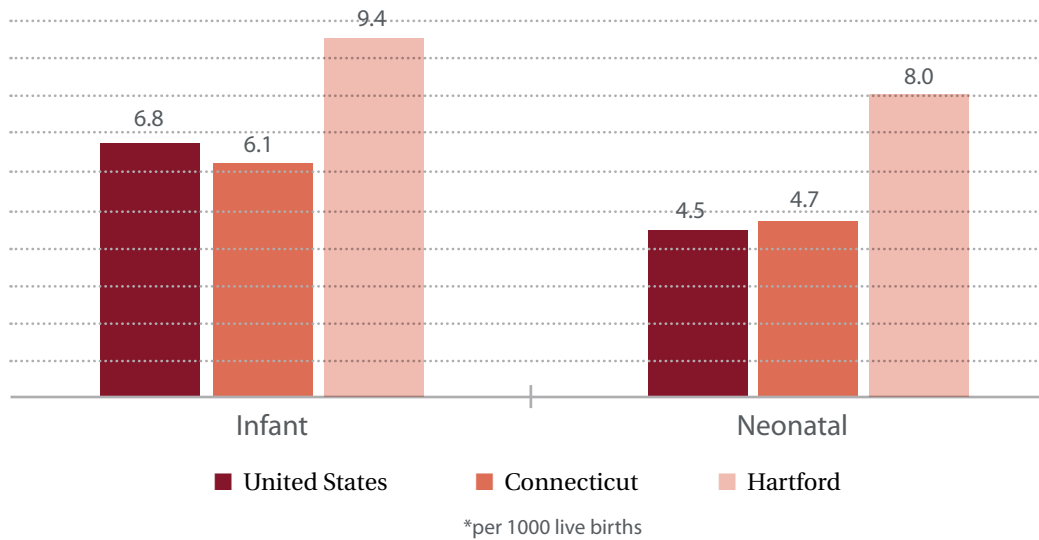 9.4
8.0
6.8
6.1
4.5
4.7
Infant
Neonatal
United States
Connecticut
Hartford
*per 1000 live births